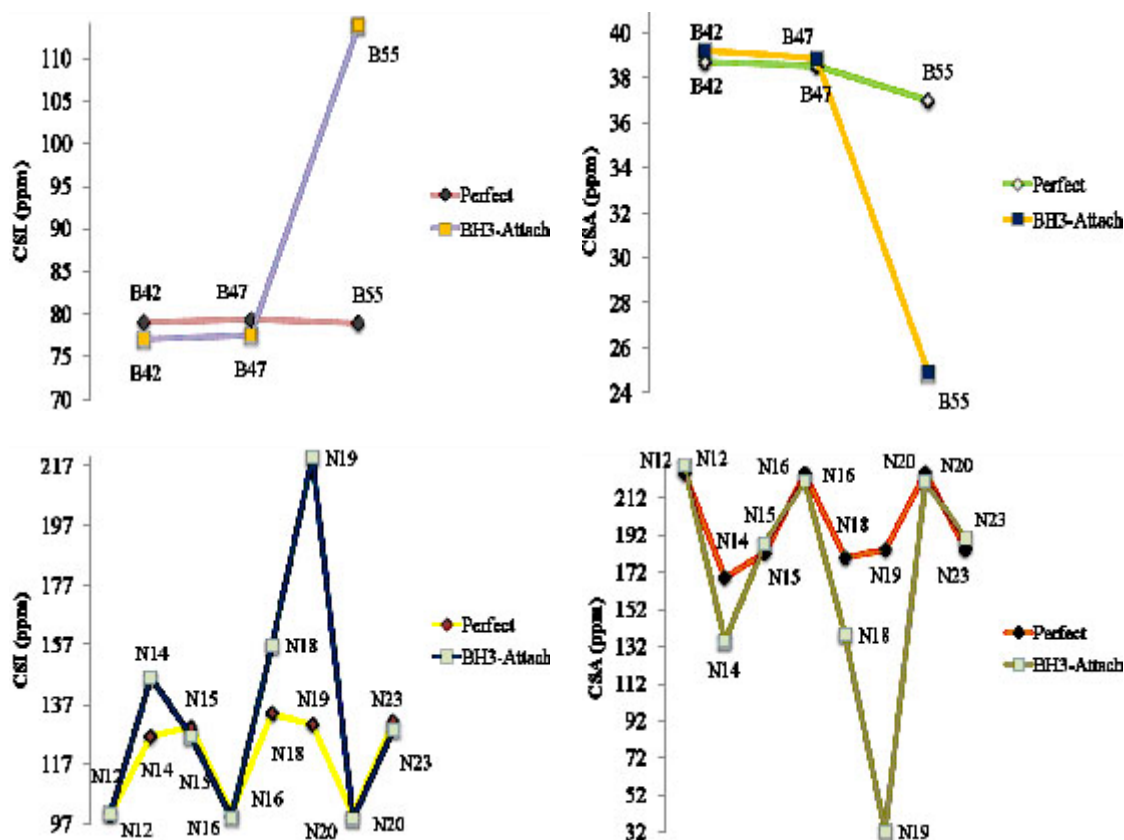 110
105
100
95
90
85
80
75
70
CSI (ppm)
B55
B42
B47
B55
B42
B47
Perfect
BH3-Attach
40
38
36
34
32
30
28
26
24
CSA (ppm)
B42
B47
B55
B42
B47
B55
Perfect
BH3-Attach
217
197
177
157
137
117
97
CSI (ppm)
N19
N18
N14
N15
N19
N23
N12
N14
N15
N18
N23
N12
N16
N16
N20
N20
Perfect
BH3-Attach
212
192
172
152
132
112
92
72
52
32
CSA (ppm)
N12
N12
N16
N16
N20
N20
N14
N15
N18
N23
N15
N19
N23
N14
N18
N19
Perfect
BH3-Attach